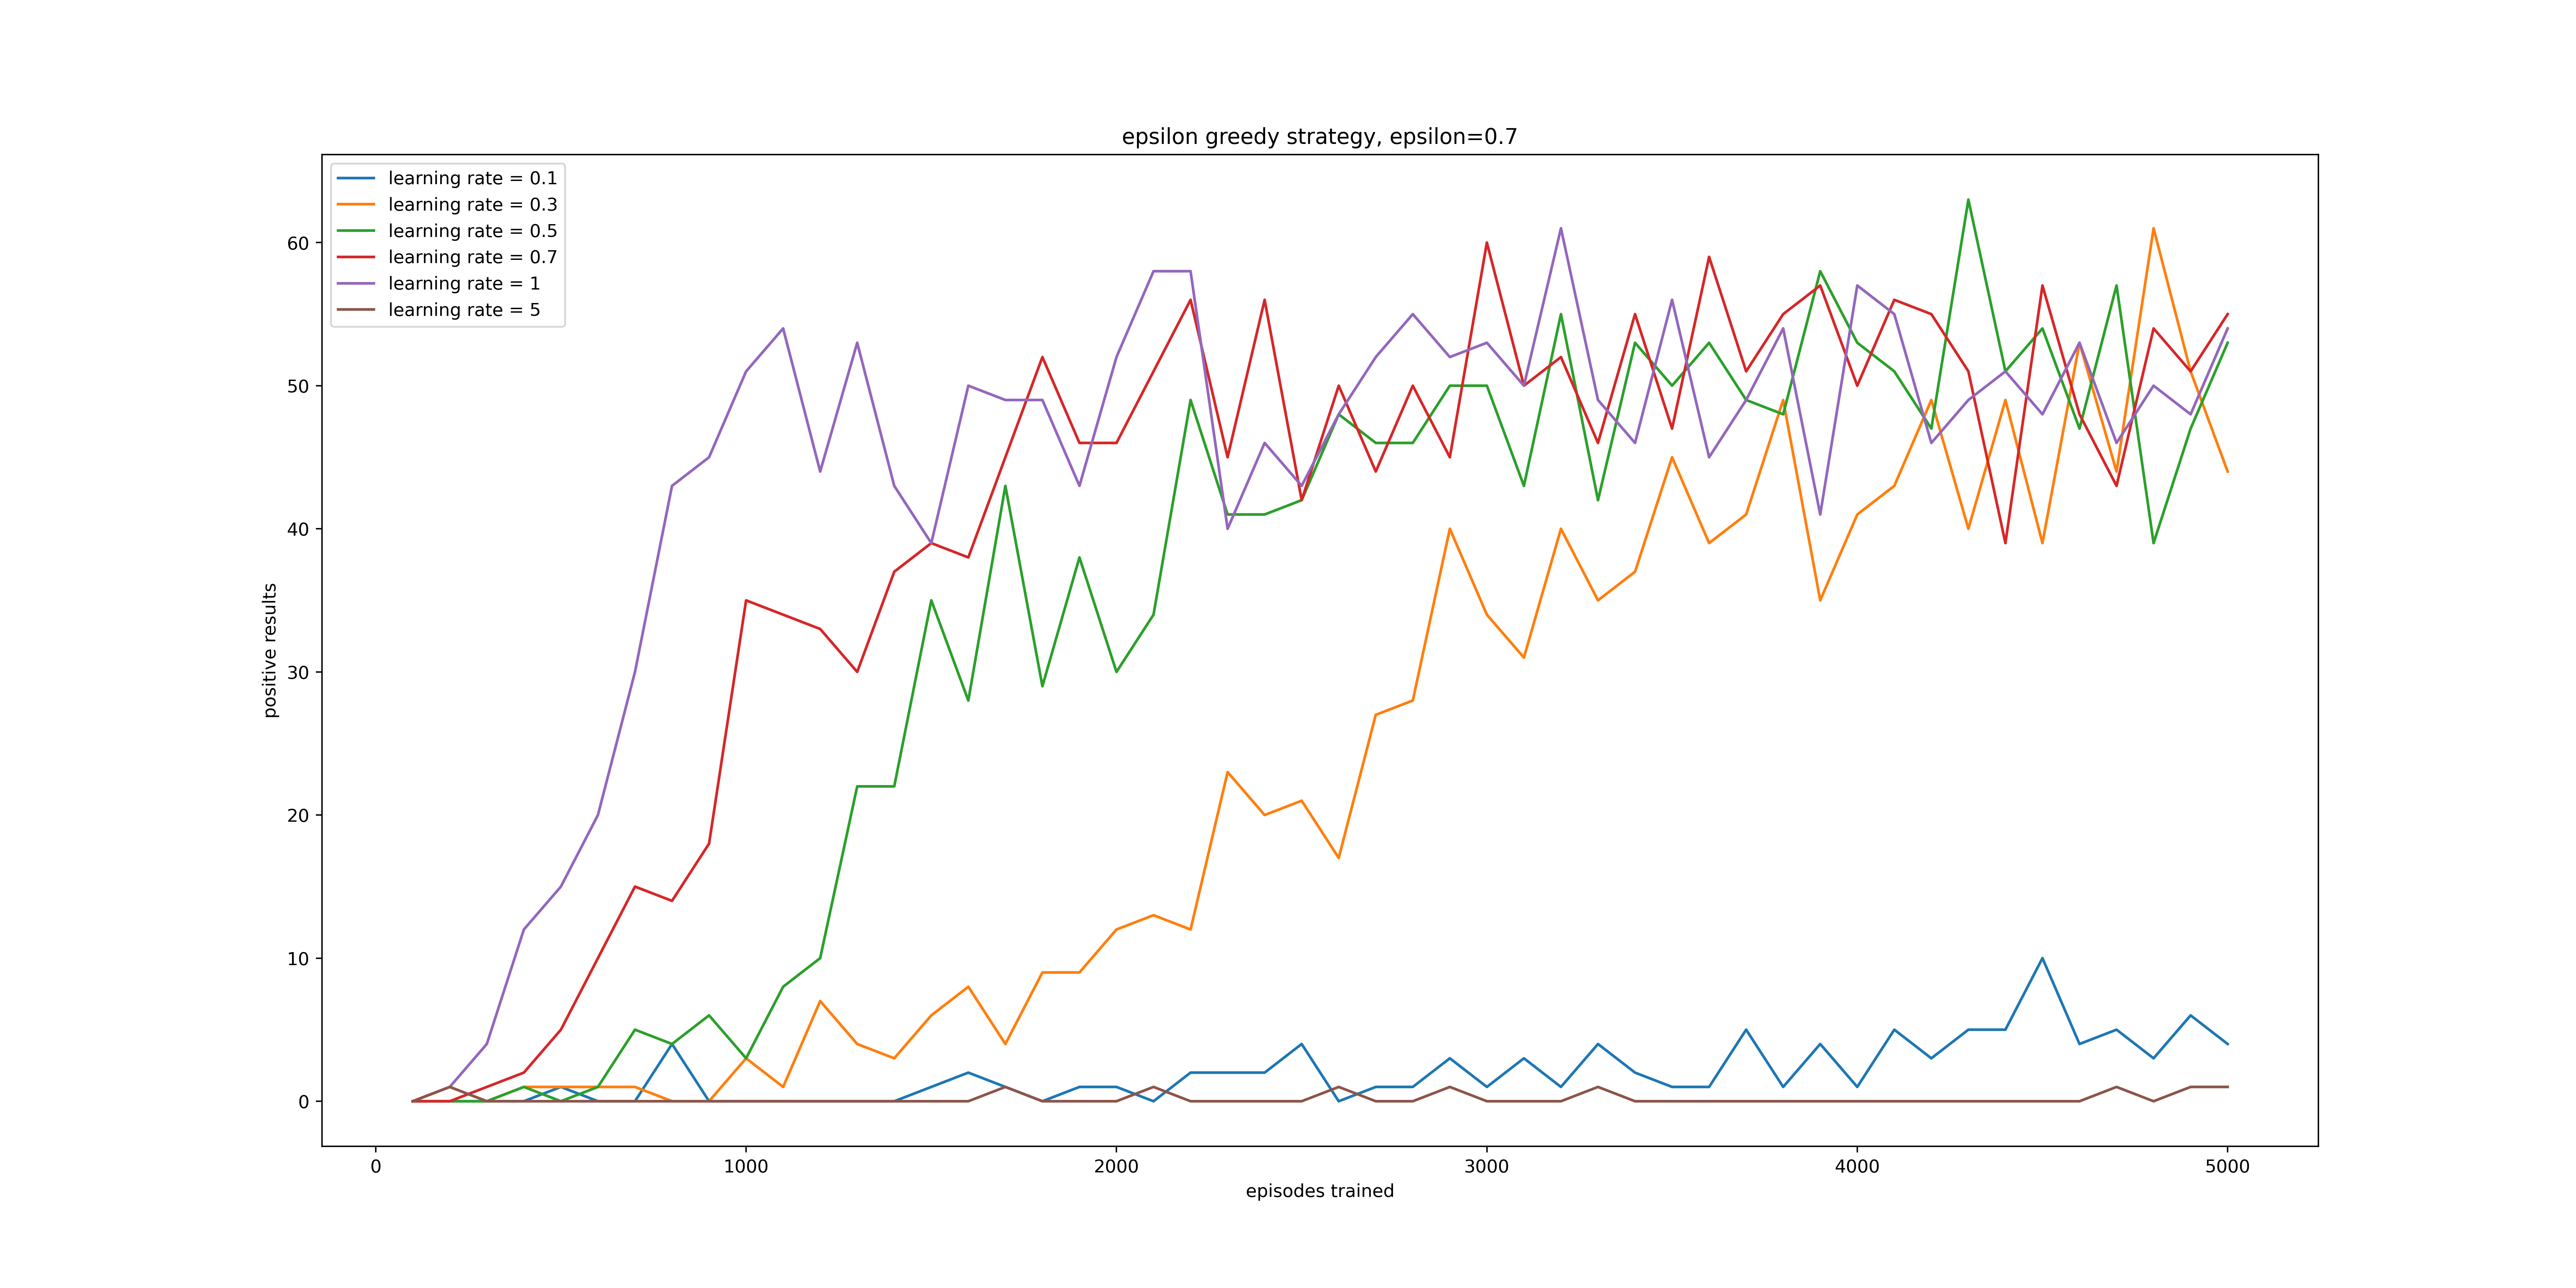 epsilon greedy strategy, epsilon=0.7
learning rate = 0.1
learning rate = 0.3
learning rate = 0.5
learning rate = 0.7
learning rate = 1
learning rate = 5
60
50
40
30
20
10
0
positive results
0 1000 2000 3000 4000 5000
episodes trained